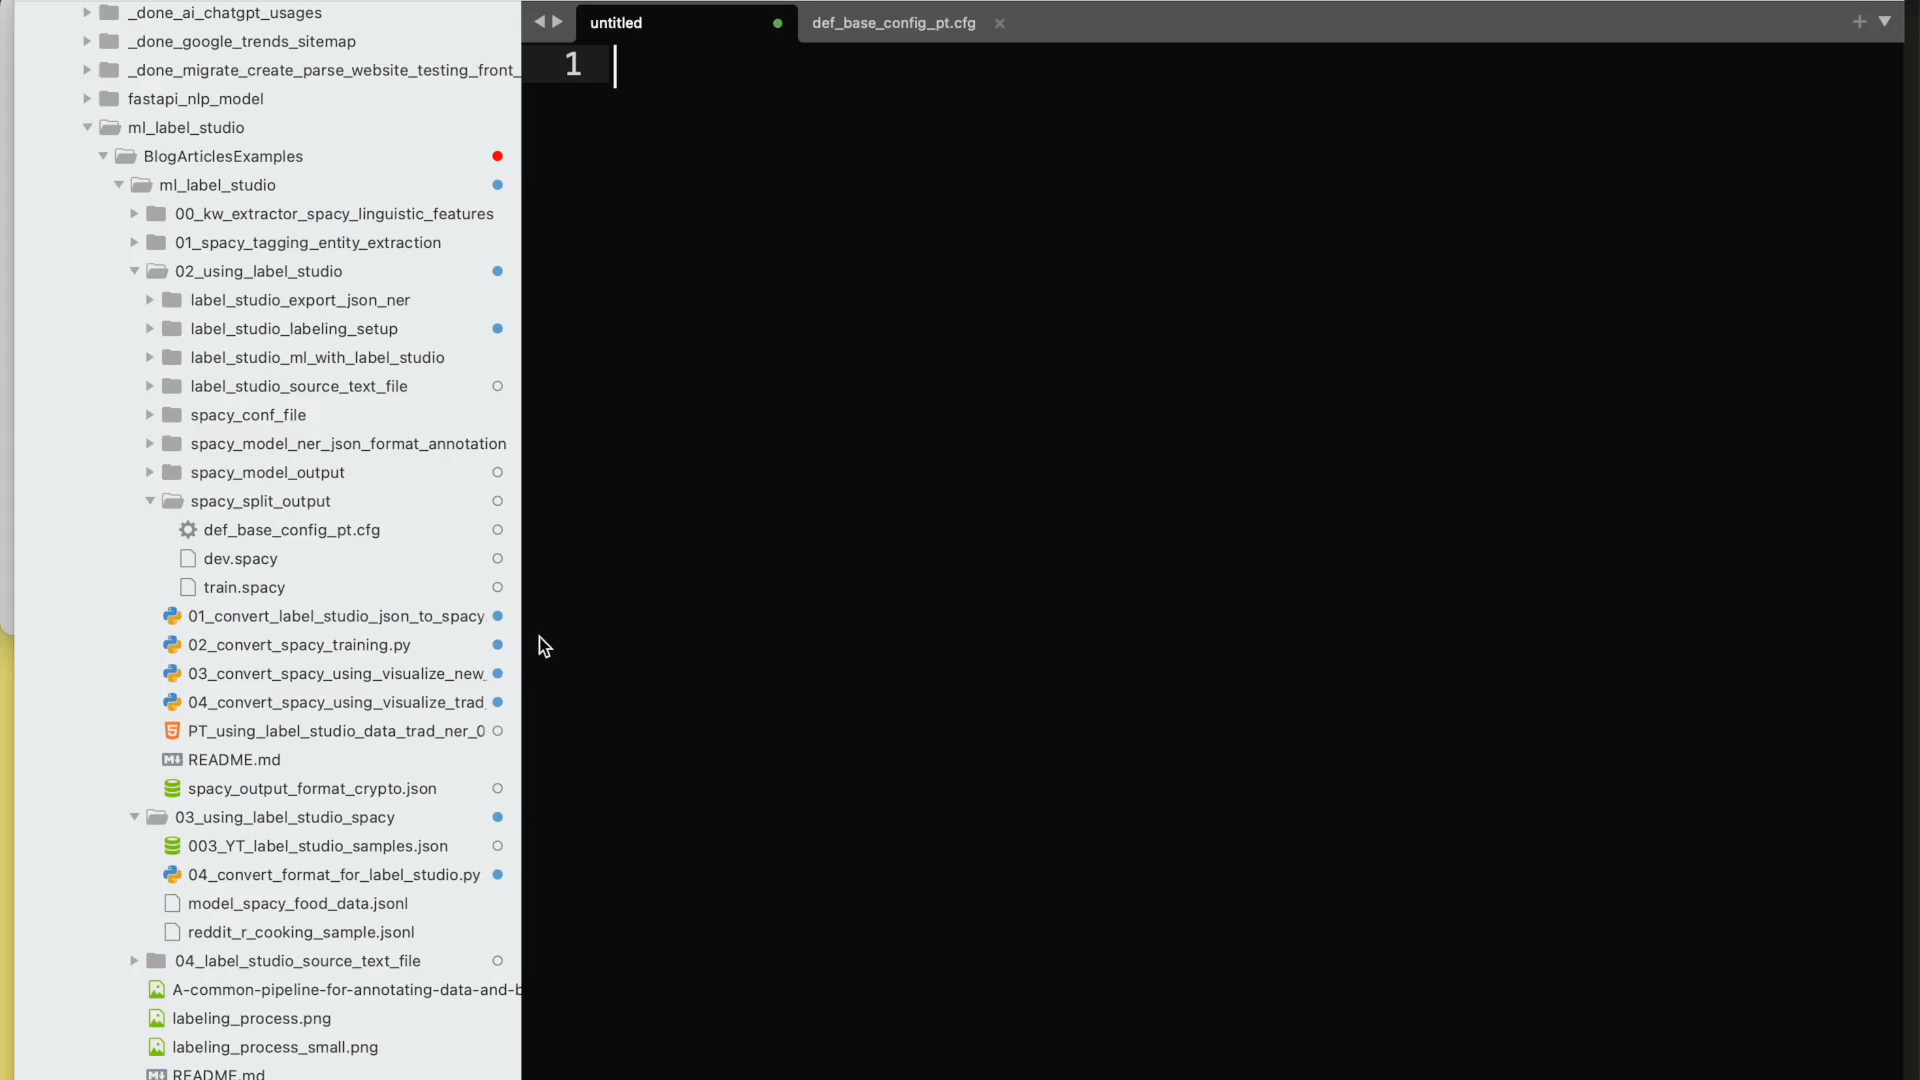 _done_ai_chatgpt_usages
_done_google_trends_sitemap
_done_migrate_create_parse_website_testing_front_
fastapi_nlp_model
ml_label_studio
BlogArticlesExamples
ml_label_studio
00_kw_extractor_spacy_linguistic_features
01_spacy_tagging_entity_extraction
02_using_label_studio
label_studio_export_json_ner
label_studio_labeling_setup
label_studio_ml_with_label_studio
label_studio_source_text_file
spacy_conf_file
spacy_model_ner_json_format_annotation
spacy_model_output
spacy_split_output
def_base_config_pt.cfg
dev.spacy
train.spacy
01_convert_label_studio_json_to_spacy
02_convert_spacy_training.py
03_convert_spacy_using_visualize_new_
04_convert_spacy_using_visualize_trad_
PT_using_label_studio_data_trad_ner_0
README.md
spacy_output_format_crypto.json
03_using_label_studio_spacy
003_YT_label_studio_samples.json
04_convert_format_for_label_studio.py
model_spacy_food_data.jsonl
reddit_r_cooking_sample.jsonl
04_label_studio_source_text_file
A-common-pipeline-for-annotating-data-and-b
labeling_process.png
labeling_process_small.png
README.md
untitled
def_base_config_pt.cfg
1